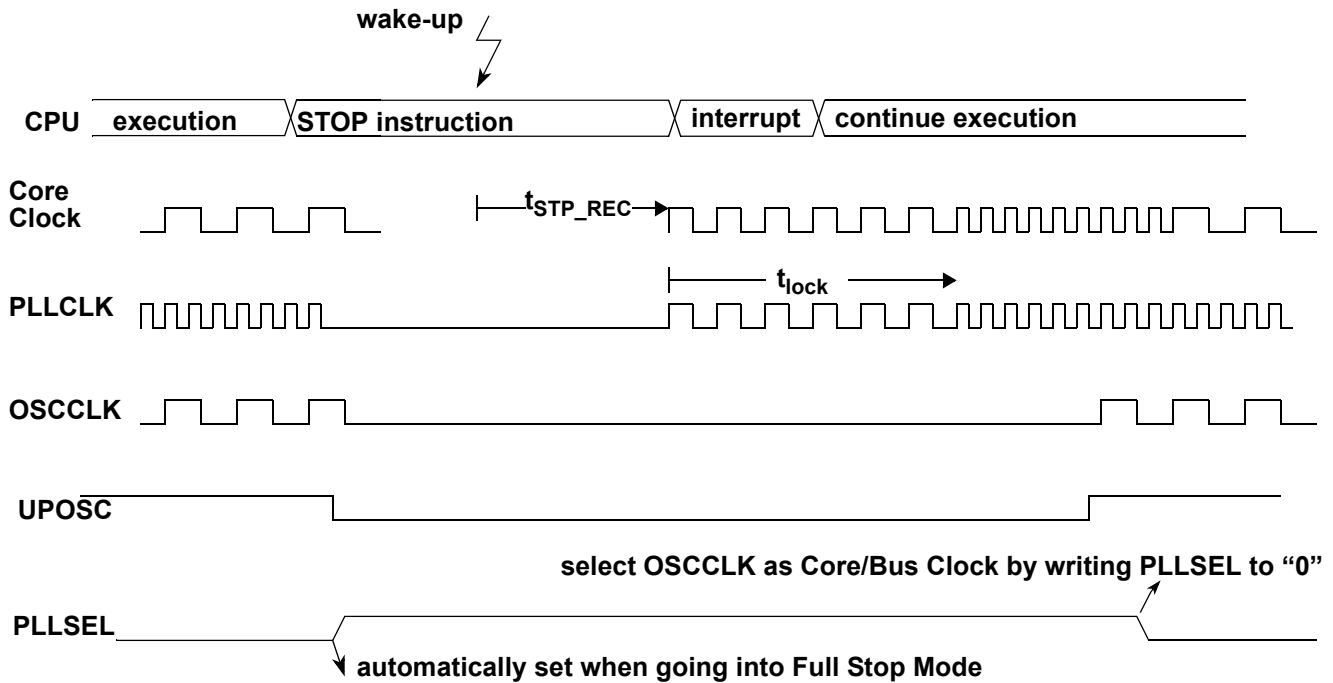 wake-up
CPU execution STOP instruction interrupt continue execution
Core
Clock
tSTP_REC
tlock
PLLCLK
OSCCLK
UPOSC
select OSCCLK as Core/Bus Clock by writing PLLSEL to “0”
PLLSEL
automatically set when going into Full Stop Mode